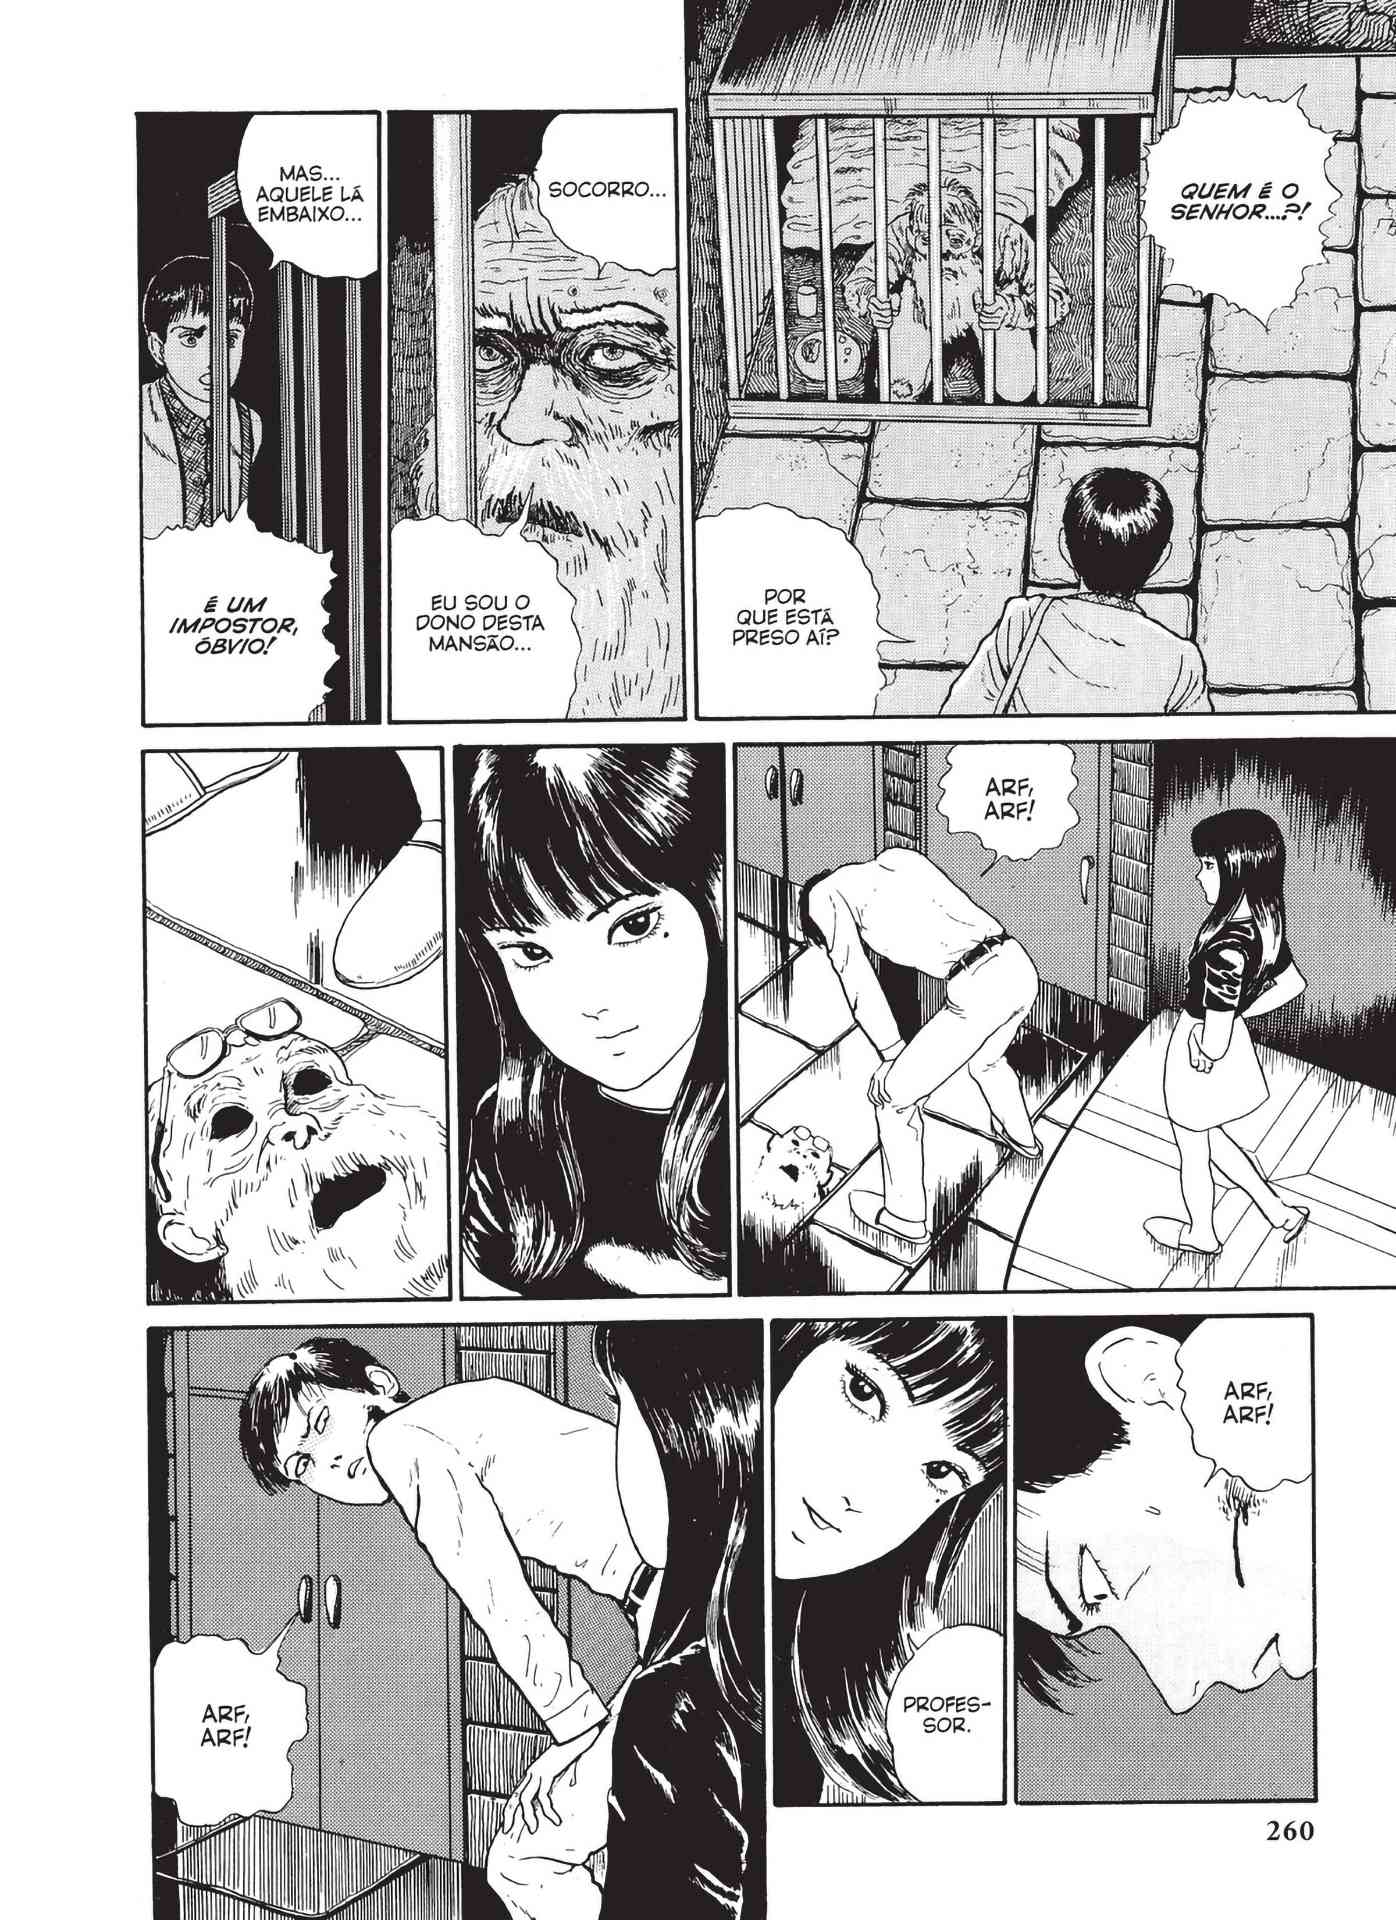 QUEM É O
SENHOR...?!
POR
QUE ESTÁ
PRESO AÍ?
SOCORRO...
EU SOU O
DONO DESTA
MANSÃO...
MAS...
AQUELE LÁ
EMBAIXO...
É UM
IMPOSTOR,
ÓBVIO!
ARF,
ARF!
ARF,
ARF!
PROFES-
SOR.
ARF,
ARF!
260